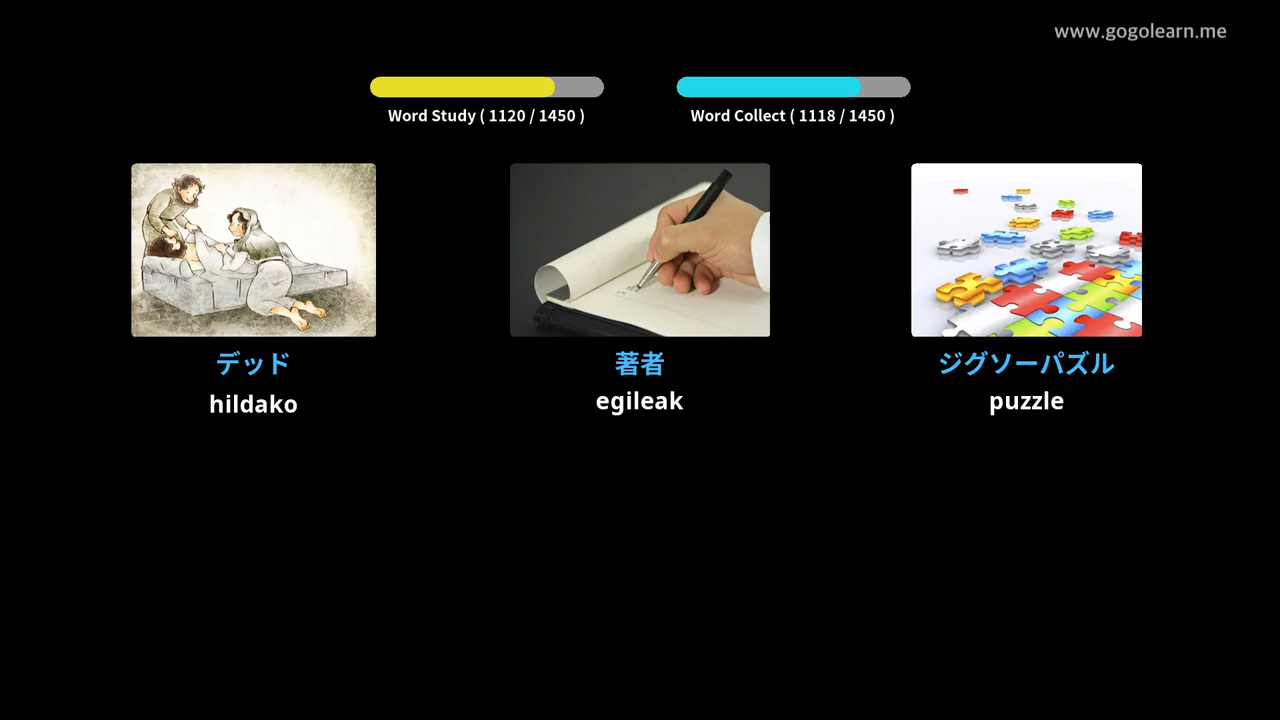 www.gogolearn.me
Word Study ( 1120 / 1450 )
Word Collect ( 1118 / 1450 )
デッド
hildako
著者
egileak
ジグソーパズル
puzzle